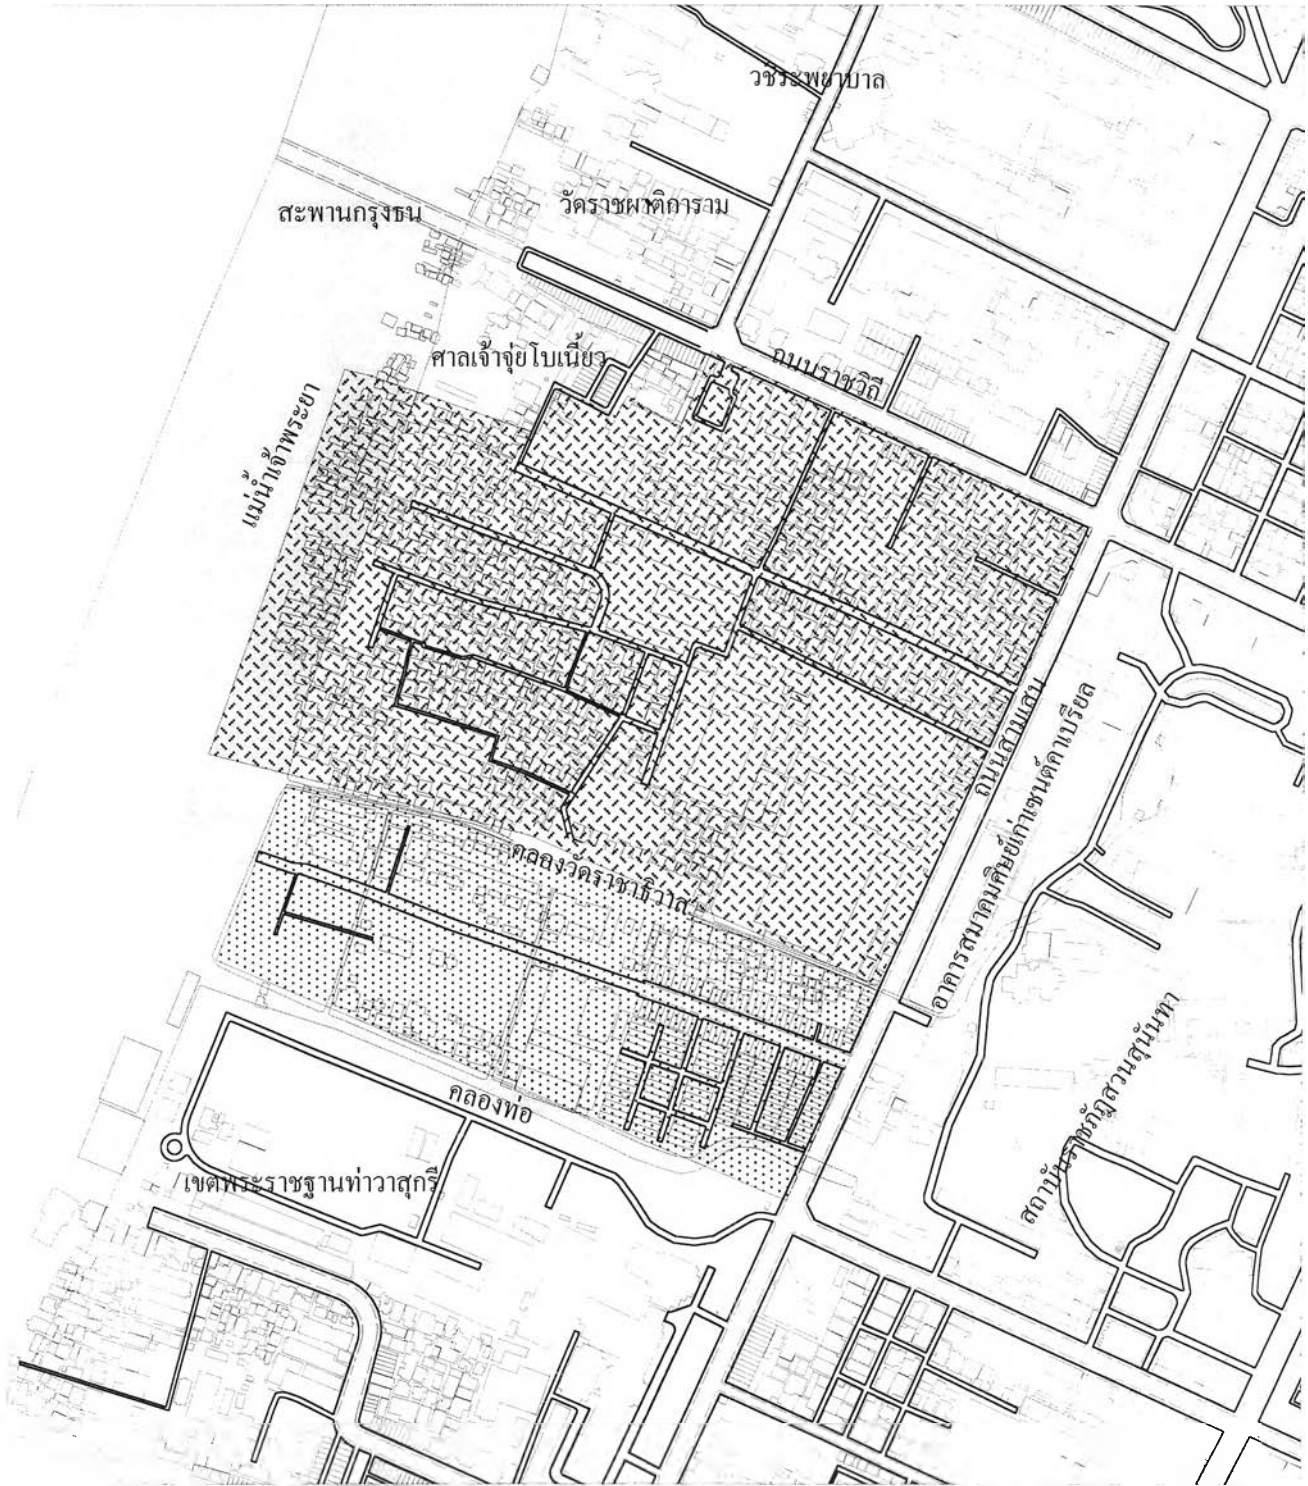 วชิระพยาบาล
สะพานกรุงธน
วัดราชผาติการาม
ศาลเจ้าจุ่ยโบเนี้ยว
ถนนราชวิถี
แม่น้ำเจ้าพระยา
ถนนสามเสน
อาคารสมาคมศิษย์เก่าเซนต์คาเบรียล
คลองวัดราชาธิวาส
สถาบันราชภัฏสวนสุนันทา
คลองท่อ
เขตพระราชฐานท่าวาสุกรี